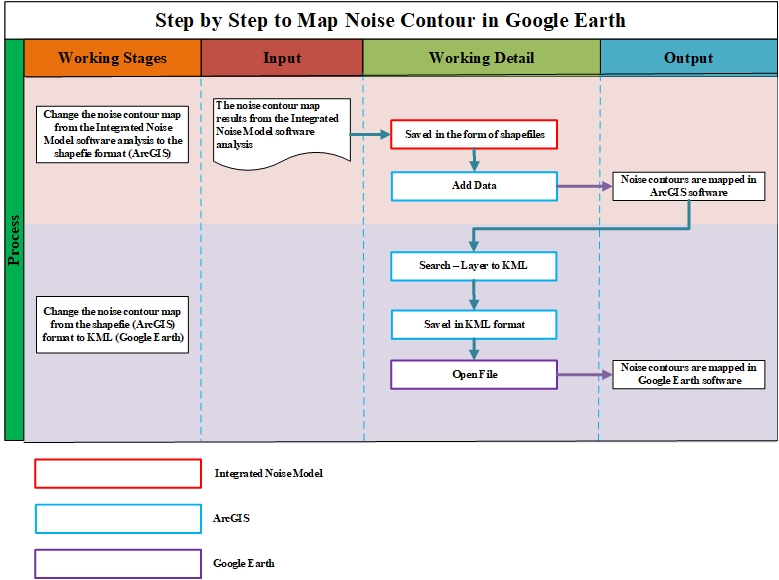 Step by Step to Map Noise Contour in Google Earth
Working Stages
Input
Working Detail
Output
Process
Change the noise contour map
from the Integrated Noise
Model software analysis to the
shapefie format (ArcGIS)
The noise contour map
results from the Integrated
Noise Model software
analysis
Saved in the form of shapefiles
Add Data
Noise contours are mapped in
ArcGIS software
Search – Layer to KML
Change the noise contour map
from the shapefie (ArcGIS)
format to KML (Google Earth)
Saved in KML format
Open File
Noise contours are mapped in
Google Earth software
Integrated Noise Model
ArcGIS
Google Earth